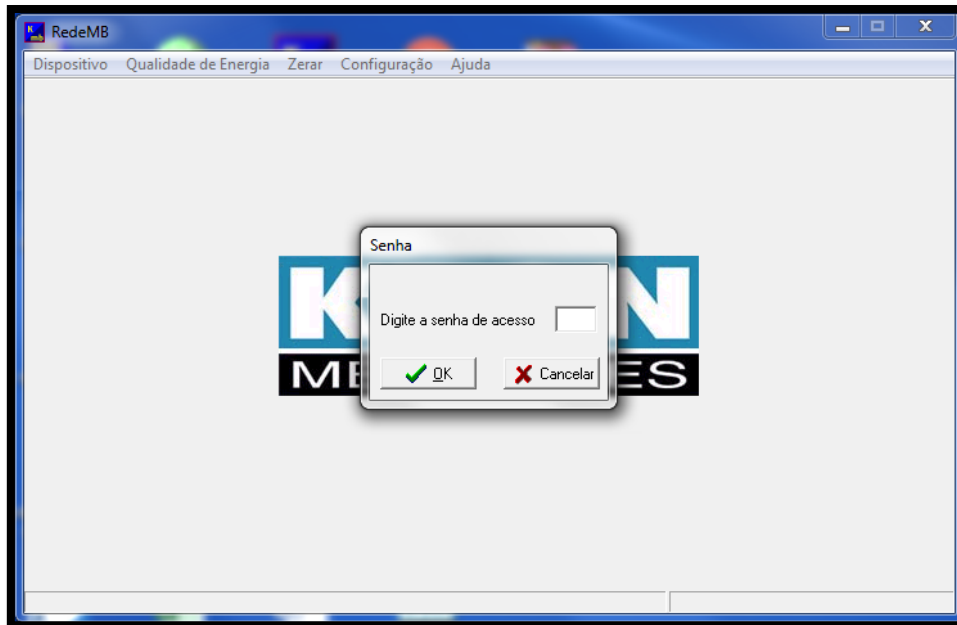 RedeMB
Dispositivo Qualidade de Energia Zerar Configuração Ajuda
Senha
Digite a senha de acesso
OK
Cancelar